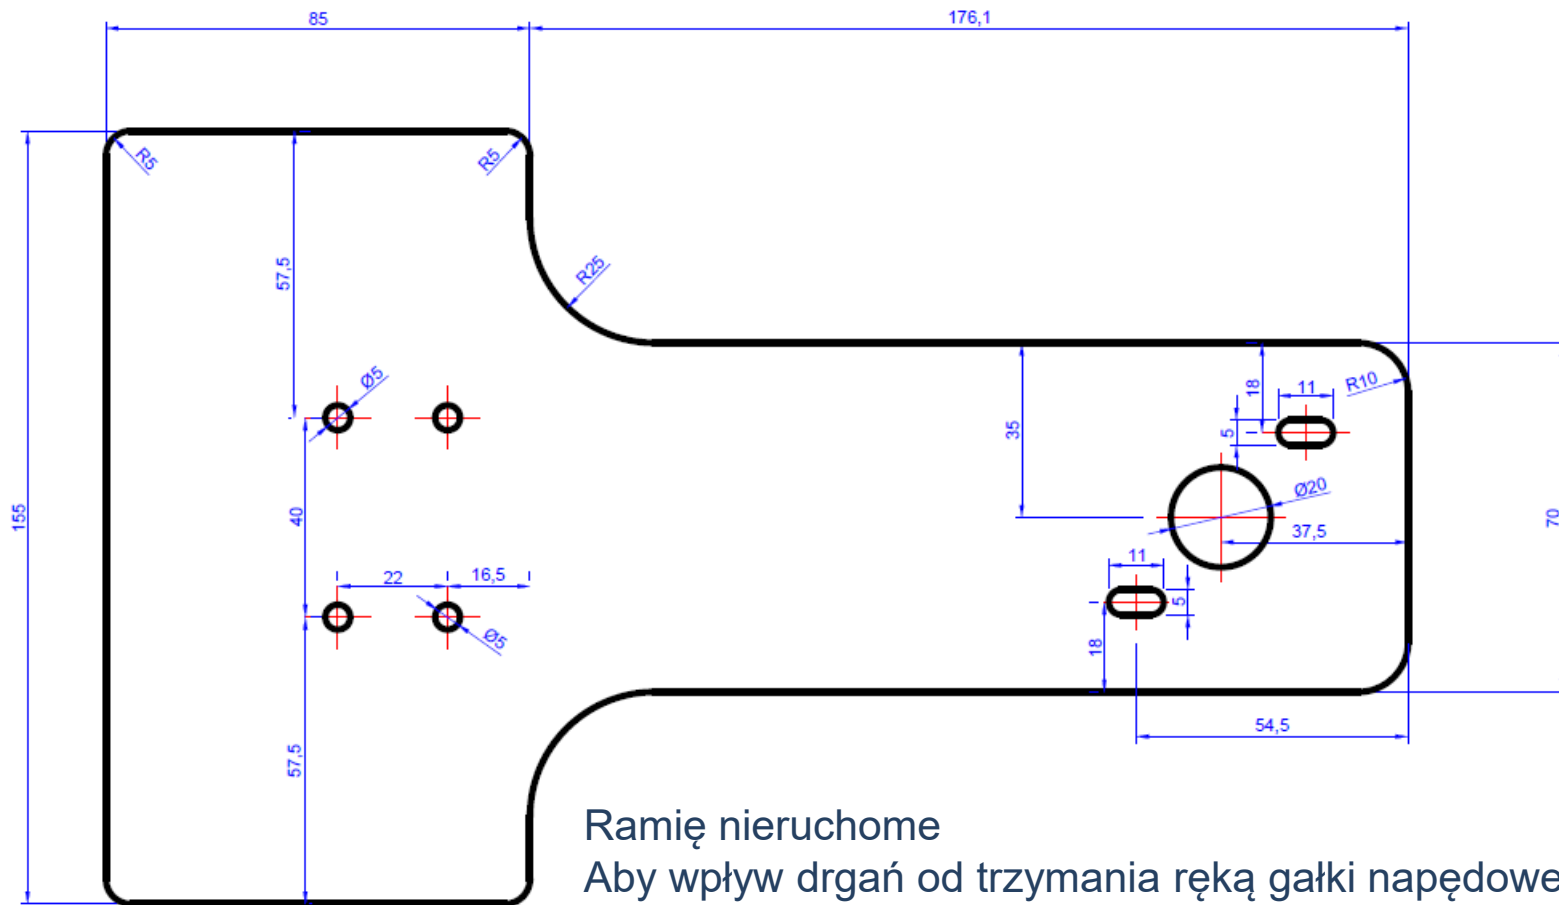 85
176,1
R5
R5
57,5
R25
Ø5
18
11
R10
5
35
155
40
Ø20
70
37,5
22
16,5
11
5
Ø5
18
54,5
57,5
Ramię nieruchome
Aby wpływ drgań od trzymania ręką gałki napędowe